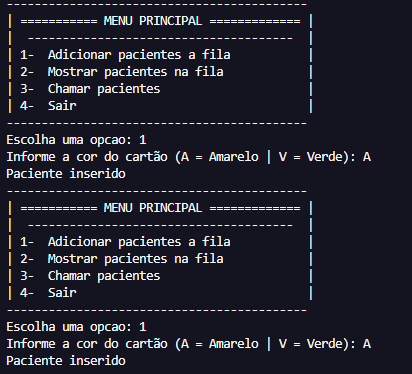 ------------------------------------------
| =========== MENU PRINCIPAL ============= |
|  --------------------------------------  |
| 1-  Adicionar pacientes a fila           |
| 2-  Mostrar pacientes na fila            |
| 3-  Chamar pacientes                     |
| 4-  Sair                                 |
------------------------------------------
Escolha uma opcao: 1
Informe a cor do cartão (A = Amarelo | V = Verde): A
Paciente inserido
------------------------------------------
| =========== MENU PRINCIPAL ============= |
|  --------------------------------------  |
| 1-  Adicionar pacientes a fila           |
| 2-  Mostrar pacientes na fila            |
| 3-  Chamar pacientes                     |
| 4-  Sair                                 |
------------------------------------------
Escolha uma opcao: 1
Informe a cor do cartão (A = Amarelo | V = Verde): A
Paciente inserido